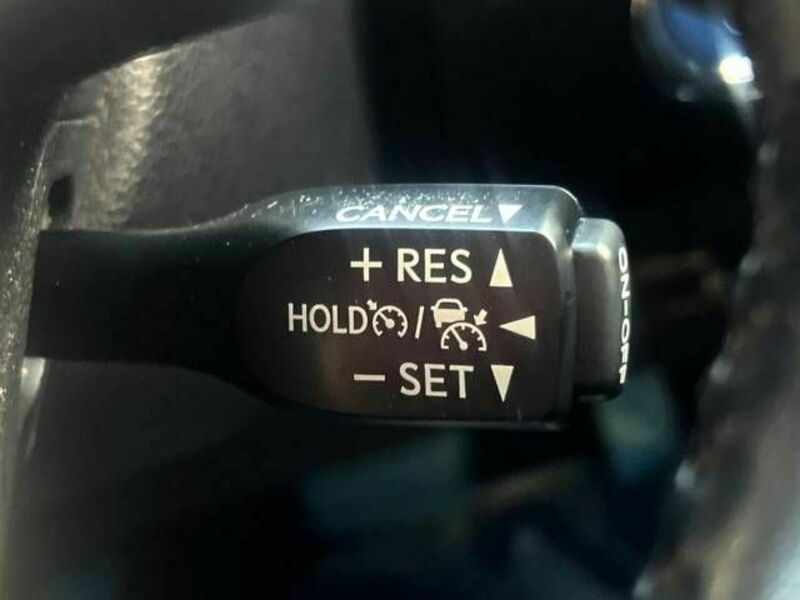 CANCEL▼
+ RES ▲
HOLD / ◀
− SET ▼
ON-OFF